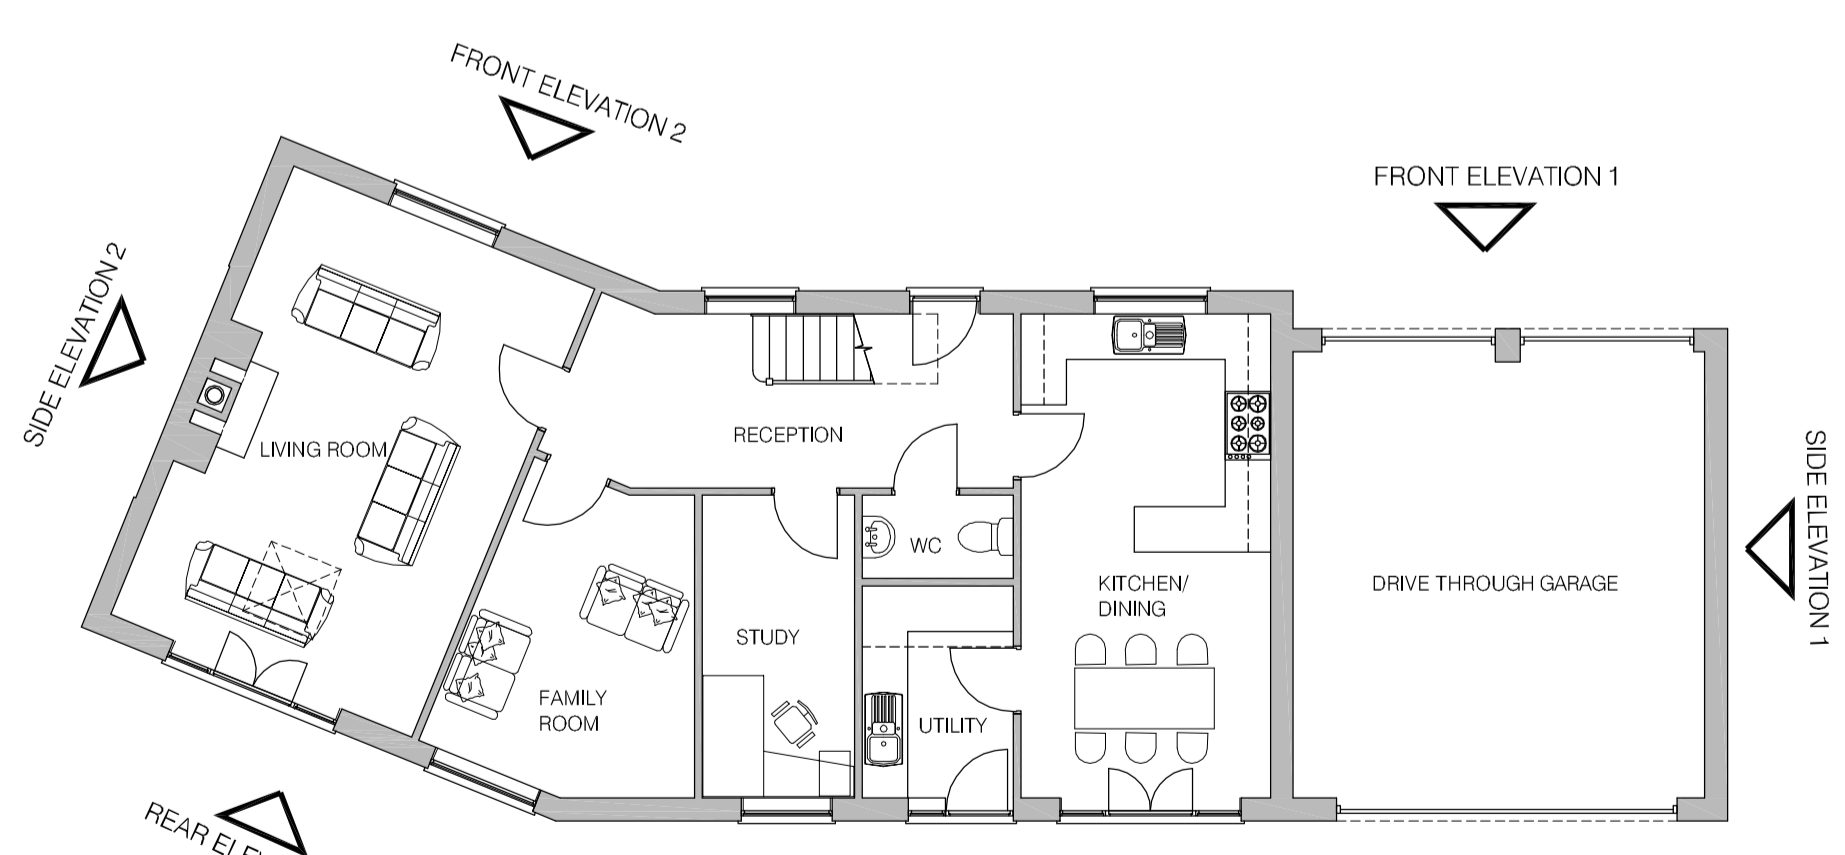 FRONT ELEVATION 2
FRONT ELEVATION 1
SIDE ELEVATION 2
LIVING ROOM
RECEPTION
SIDE ELEVATION 1
WC
KITCHEN/
DINING
DRIVE THROUGH GARAGE
STUDY
FAMILY
ROOM
UTILITY
REAR